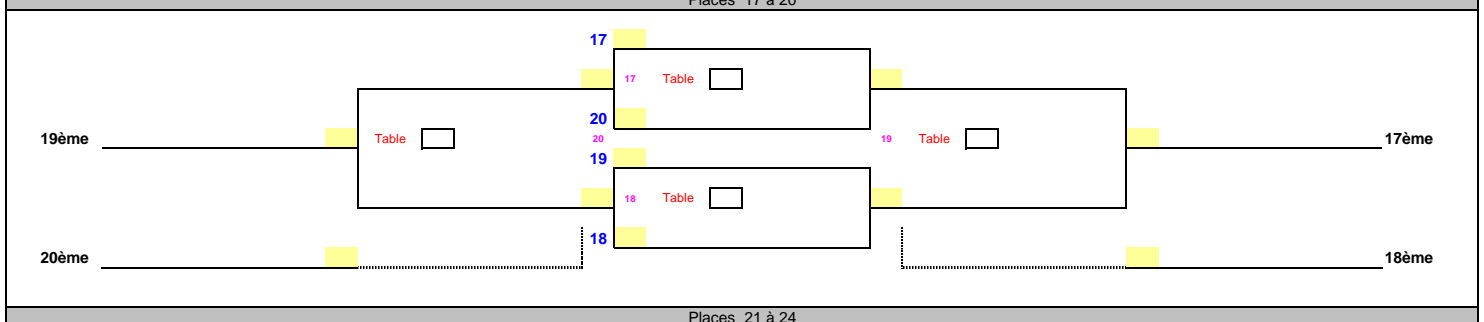 Places 17 à 20
17
17 Table
20
19ème Table 20 19 Table 17ème
19
18 Table
18
20ème 18ème
Places 21 à 24